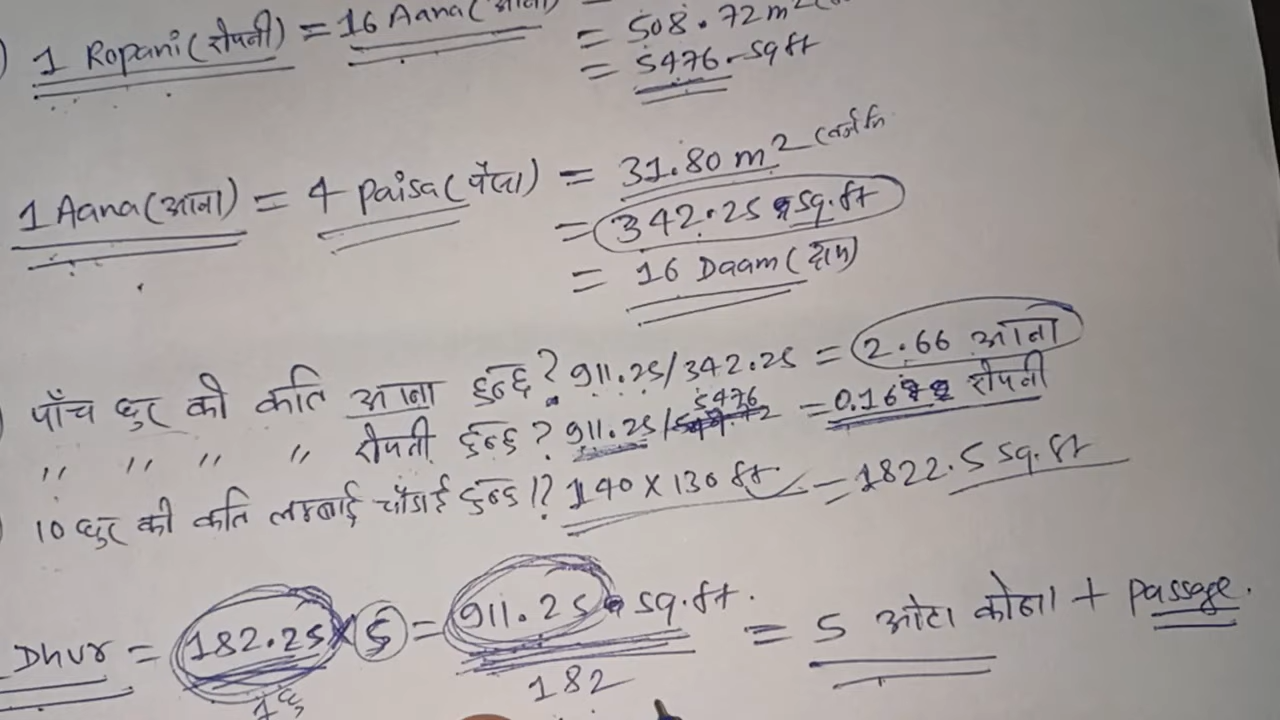 1 Ropani (रोपनी) = 16 Aana (आना)
= 508.72 m²
= 5476 sq ft
1 Aana (आना) = 4 Paisa (पैसा) = 31.80 m²
= 342.25 sq.ft
= 16 Daam (दाम)
पाँच धुर को कति आना हुन्छ? 911.25/342.25 = 2.66 आना
,, ,, ,, ,, रोपनी हुन्छ? 911.25/5476 = 0.16 रोपनी
10 धुर को कति लम्बाई चौडाई हुन्छ? 140 x 130 ft = 1822.5 sq.ft
Dhur = 182.25 x 5 = 911.25 sq.ft. = 5 ओटा कोठा + passage.
182